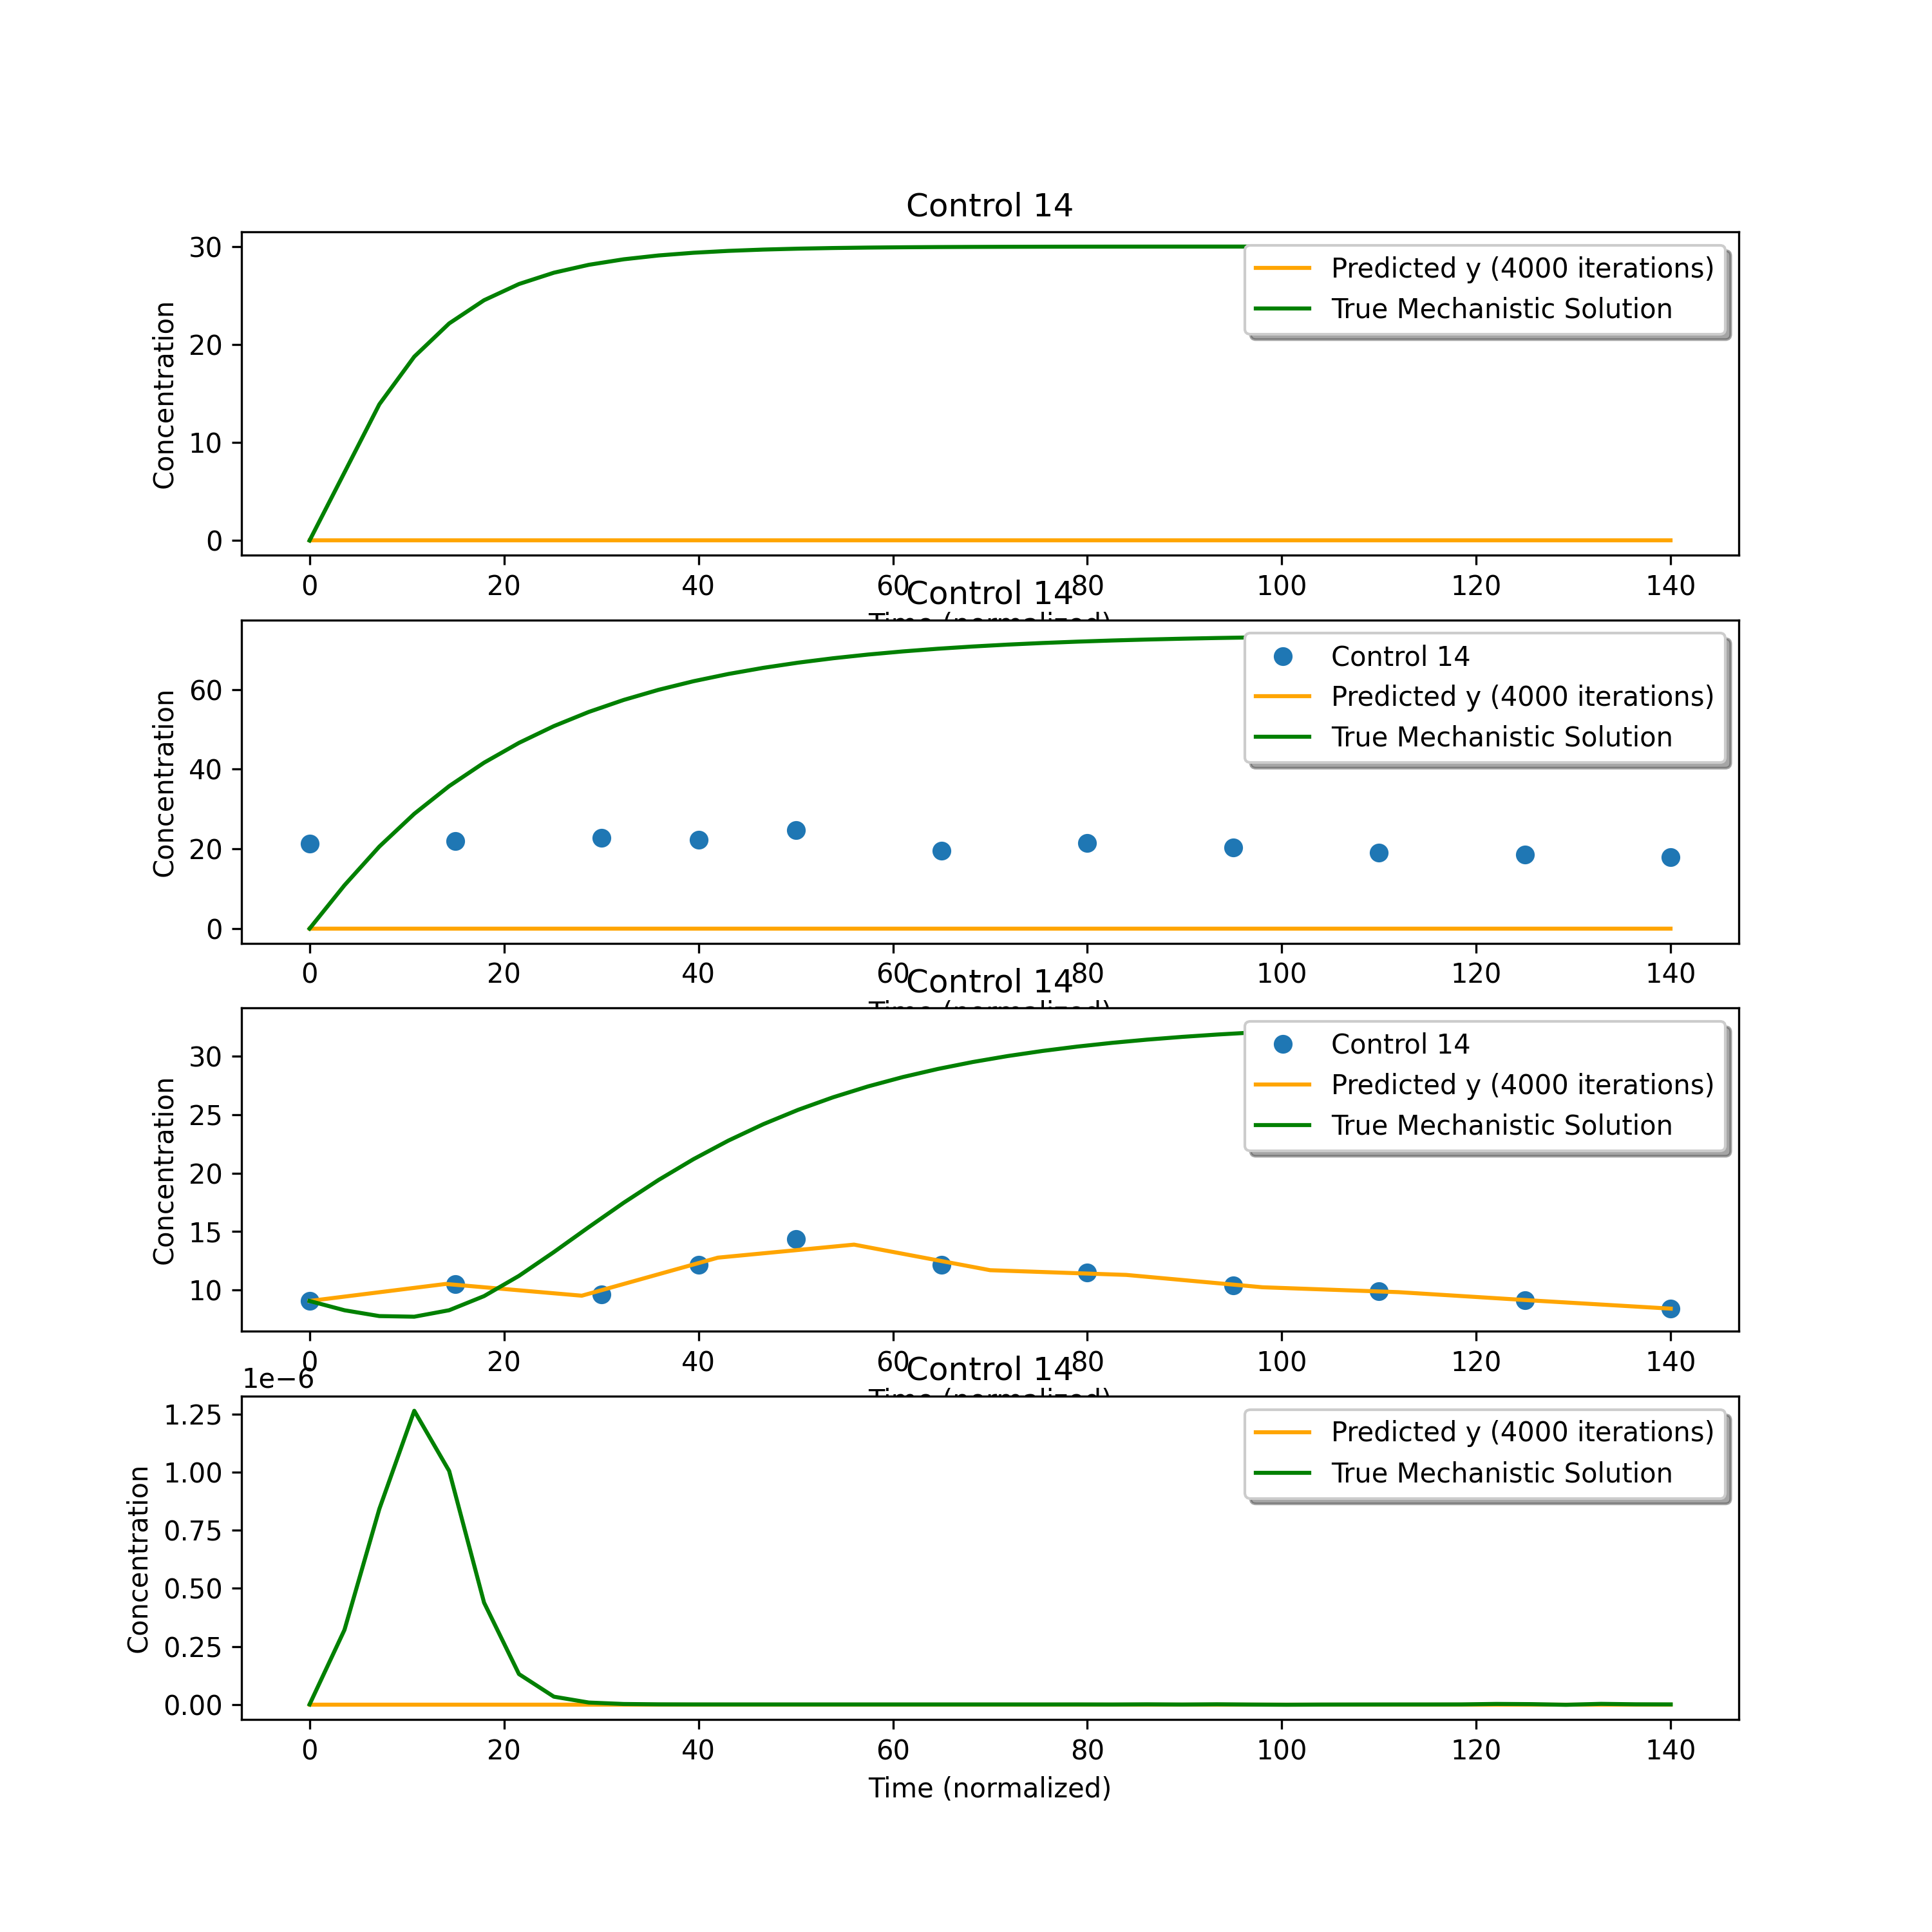 Control 14
30
20
10
0
Concentration
Predicted y (4000 iterations)
True Mechanistic Solution
0 20 40 60 80 100 120 140
Control 14
60
40
20
0
Concentration
Control 14
Predicted y (4000 iterations)
True Mechanistic Solution
0 20 40 60 80 100 120 140
Control 14
30
25
20
15
10
Concentration
Control 14
Predicted y (4000 iterations)
True Mechanistic Solution
0 20 40 60 80 100 120 140
Control 14
1e−6
1.25
1.00
0.75
0.50
0.25
0.00
Concentration
Predicted y (4000 iterations)
True Mechanistic Solution
0 20 40 60 80 100 120 140
Time (normalized)